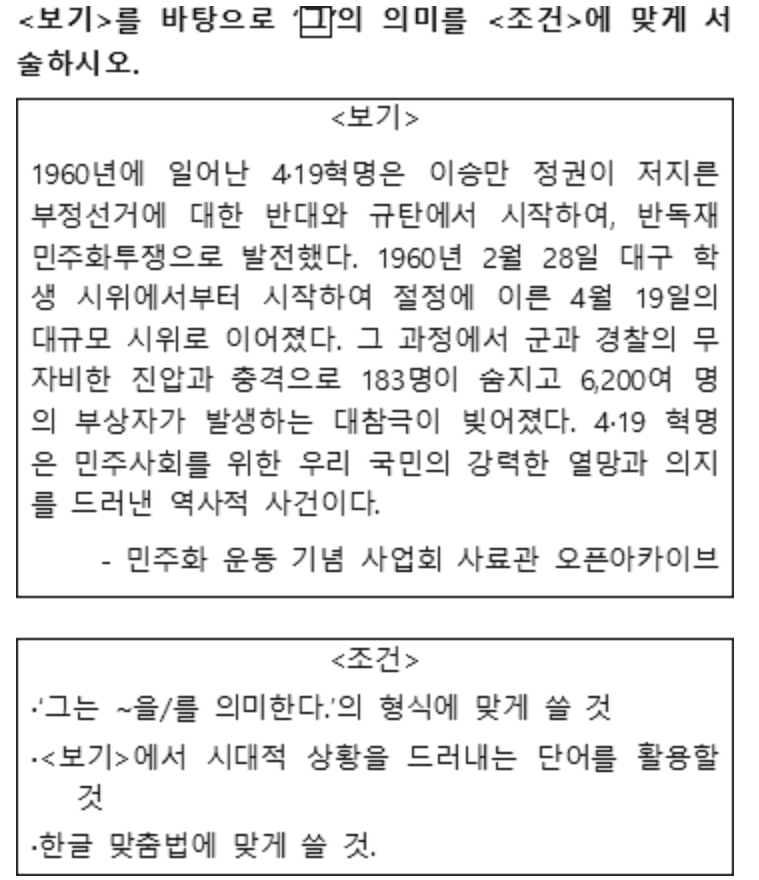 <보기>를 바탕으로 '그'의 의미를 <조건>에 맞게 서
술하시오.
<보기>
1960년에 일어난 4·19혁명은 이승만 정권이 저지른
부정선거에 대한 반대와 규탄에서 시작하여, 반독재
민주화투쟁으로 발전했다. 1960년 2월 28일 대구 학
생 시위에서부터 시작하여 절정에 이른 4월 19일의
대규모 시위로 이어졌다. 그 과정에서 군과 경찰의 무
자비한 진압과 충격으로 183명이 숨지고 6,200여 명
의 부상자가 발생하는 대참극이 빚어졌다. 4·19 혁명
은 민주사회를 위한 우리 국민의 강력한 열망과 의지
를 드러낸 역사적 사건이다.
- 민주화 운동 기념 사업회 사료관 오픈아카이브
<조건>
·'그는 ~을/를 의미한다.'의 형식에 맞게 쓸 것
·<보기>에서 시대적 상황을 드러내는 단어를 활용할
것
·한글 맞춤법에 맞게 쓸 것.